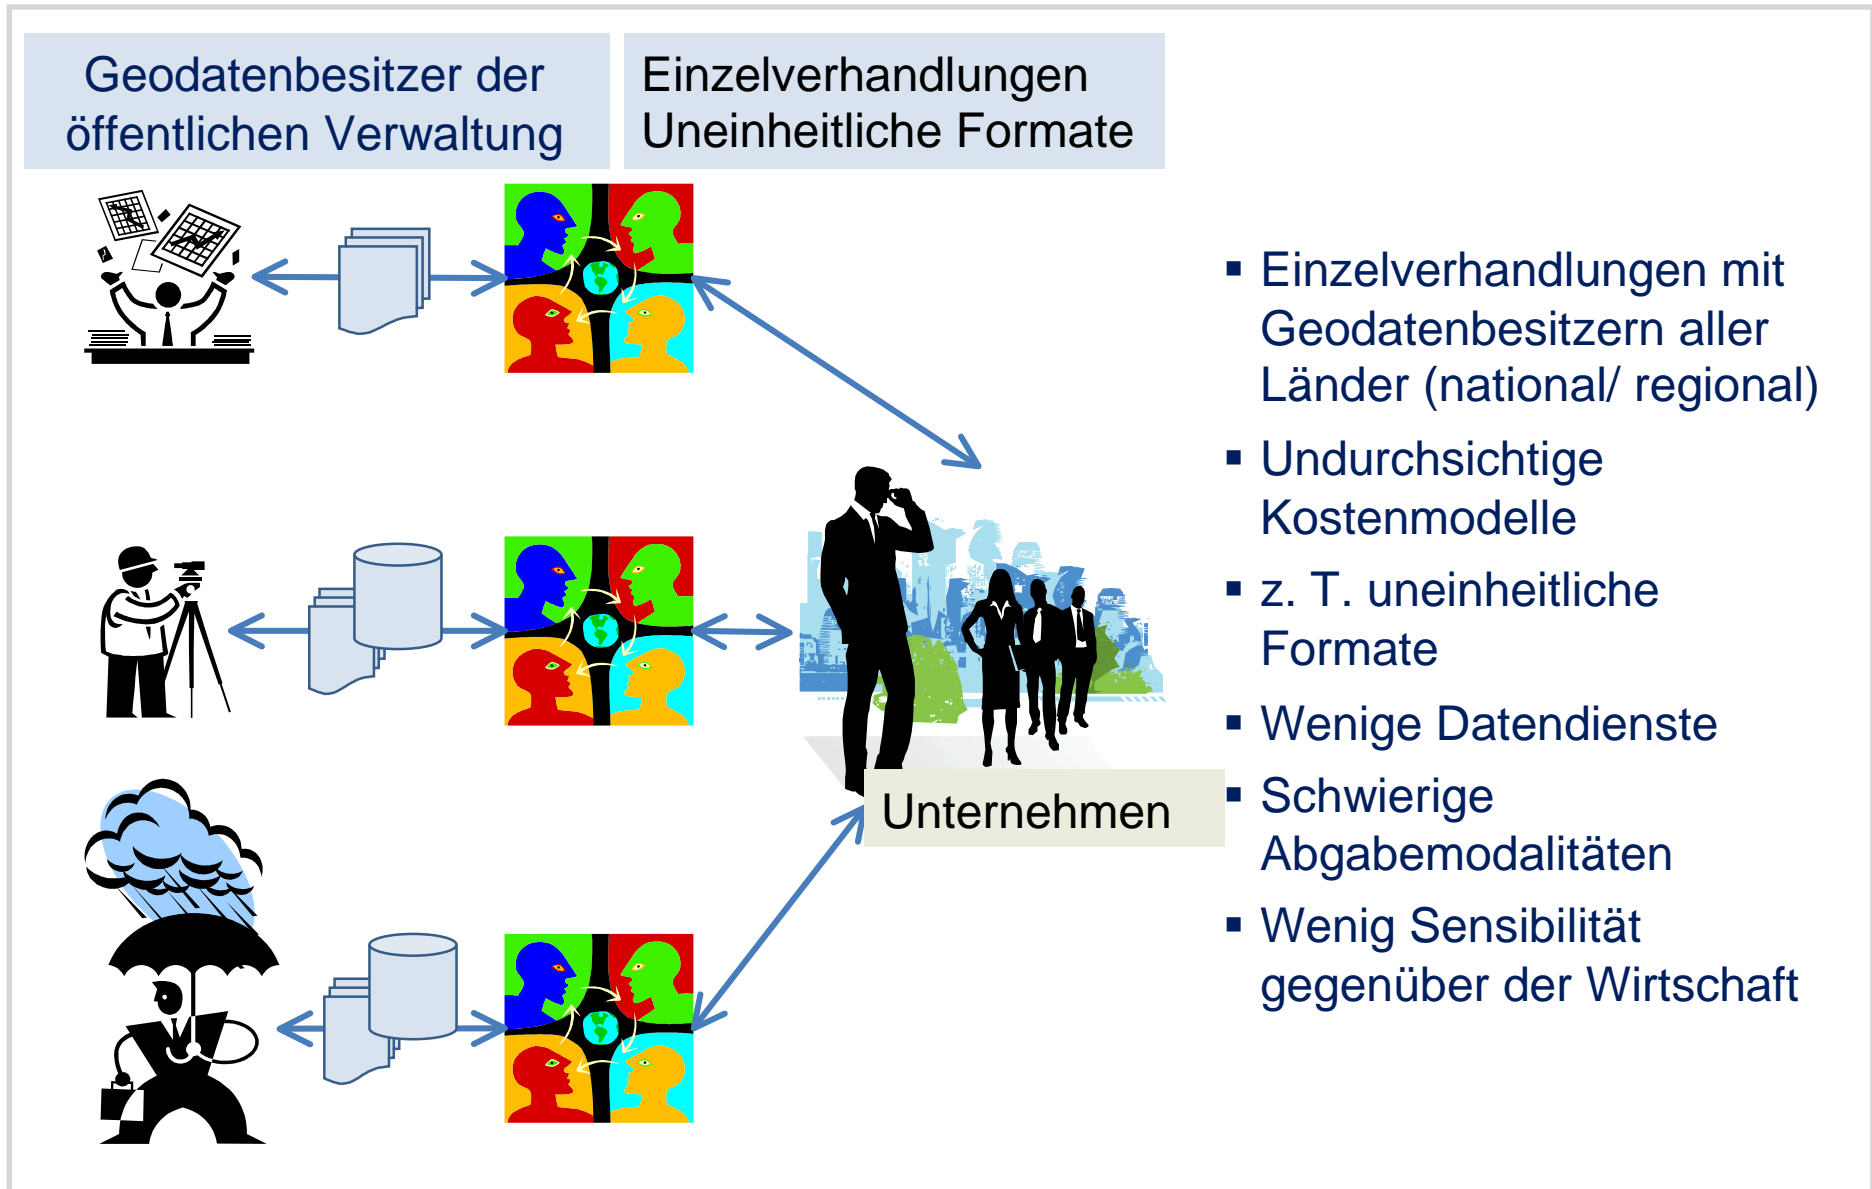 Geodatenbesitzer der
öffentlichen Verwaltung
Einzelverhandlungen
Uneinheitliche Formate
▪ Einzelverhandlungen mit
Geodatenbesitzern aller
Länder (national/ regional)
▪ Undurchsichtige
Kostenmodelle
▪ z. T. uneinheitliche
Formate
▪ Wenige Datendienste
▪ Schwierige
Abgabemodalitäten
▪ Wenig Sensibilität
gegenüber der Wirtschaft
Unternehmen